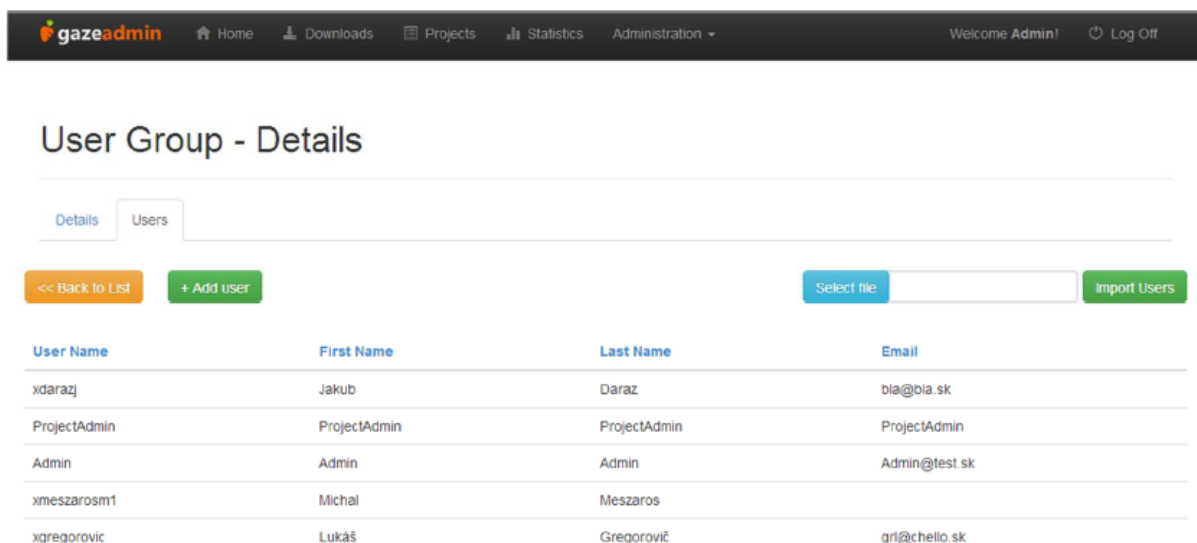 gazeadmin Home Downloads Projects Statistics Administration Welcome Admin! Log Off
User Group - Details
Details Users
<< Back to List + Add user Select file Import Users
User Name First Name Last Name Email
xdarazj Jakub Daraz bla@bla.sk
ProjectAdmin ProjectAdmin ProjectAdmin ProjectAdmin
Admin Admin Admin Admin@test.sk
xmeszarosm1 Michal Meszaros
xgregorovic Lukáš Gregorovič grl@chello.sk